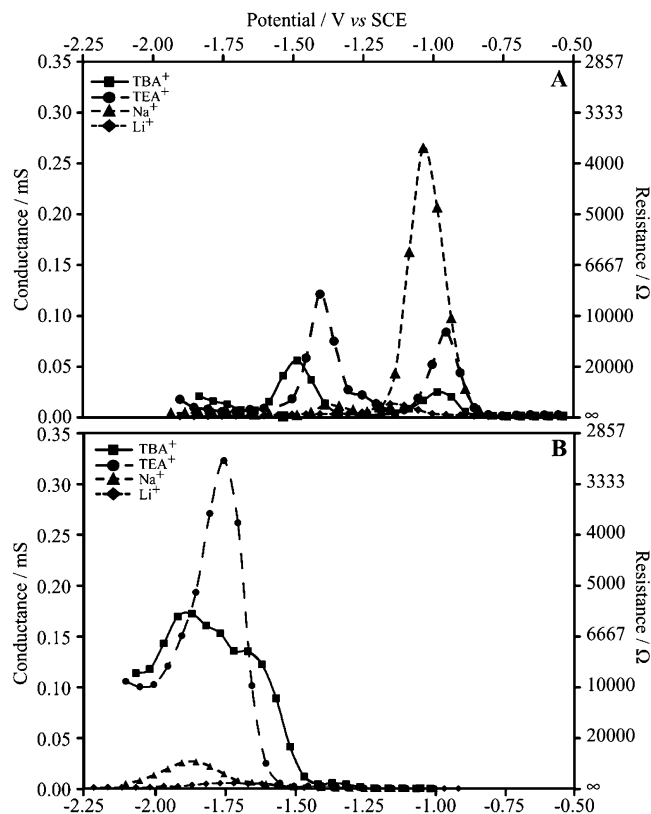 Potential / V vs SCE
-2.25 -2.00 -1.75 -1.50 -1.25 -1.00 -0.75 -0.50
A
TBA+
TEA+
Na+
Li+
0.35
0.30
0.25
0.20
0.15
0.10
0.05
0.00
Conductance / mS
2857
3333
4000
5000
6667
10000
20000
∞
Resistance / Ω
B
TBA+
TEA+
Na+
Li+
0.35
0.30
0.25
0.20
0.15
0.10
0.05
0.00
Conductance / mS
2857
3333
4000
5000
6667
10000
20000
∞
Resistance / Ω
-2.25 -2.00 -1.75 -1.50 -1.25 -1.00 -0.75 -0.50